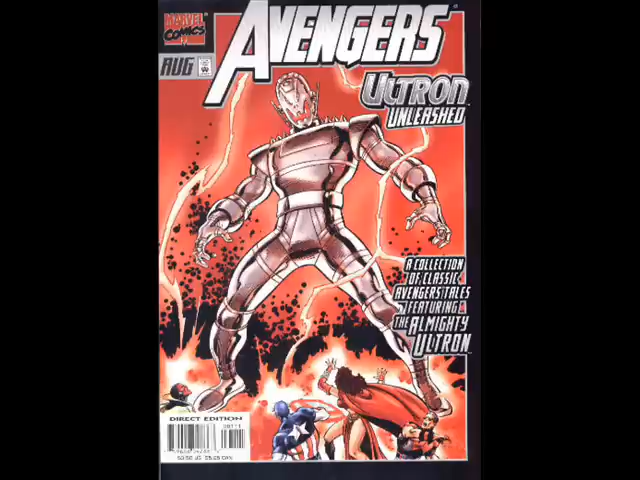 MARVEL
COMICS
AVENGERS
AUG
ULTRON
UNLEASHED
A COLLECTION
OF CLASSIC
AVENGERS TALES
FEATURING
THE ALMIGHTY
ULTRON
DIRECT EDITION